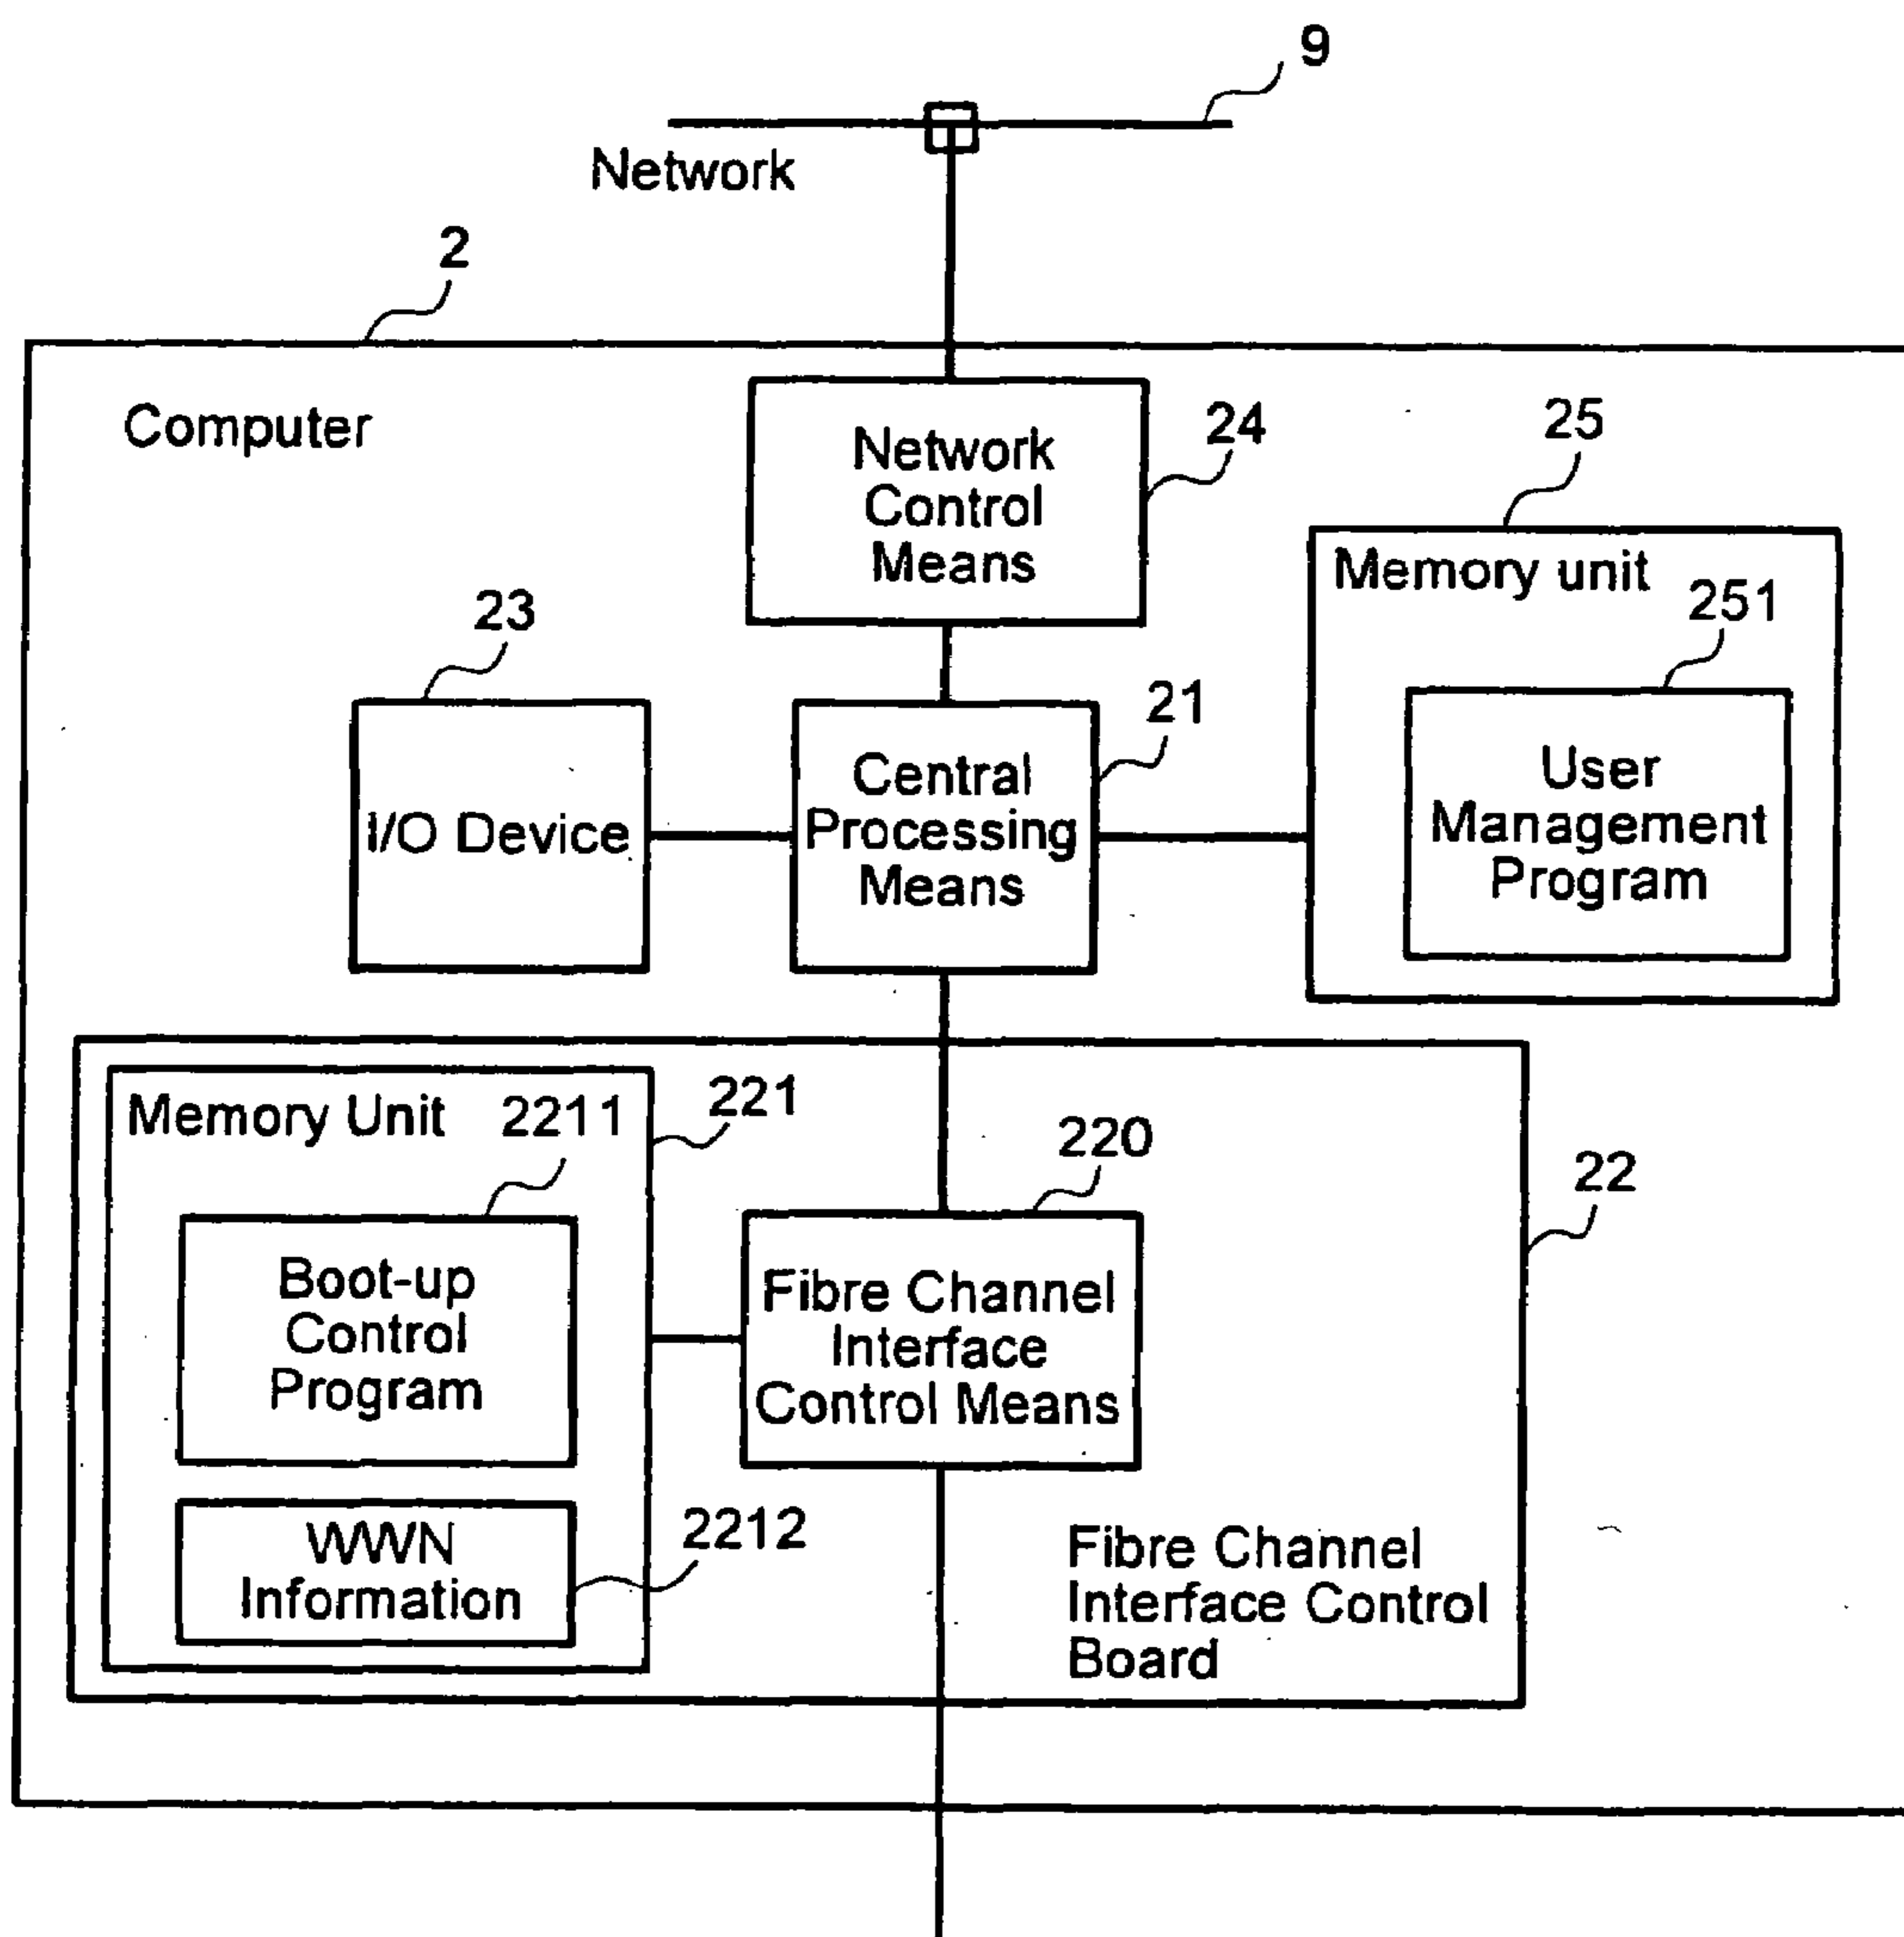 9
Network
2
Computer
Network
Control
Means
24
25
Memory unit
251
User
Management
Program
23
I/O Device
21
Central
Processing
Means
Memory Unit
2211
221
220
22
Boot-up
Control
Program
Fibre Channel
Interface
Control Means
WWN
Information
2212
Fibre Channel
Interface Control
Board